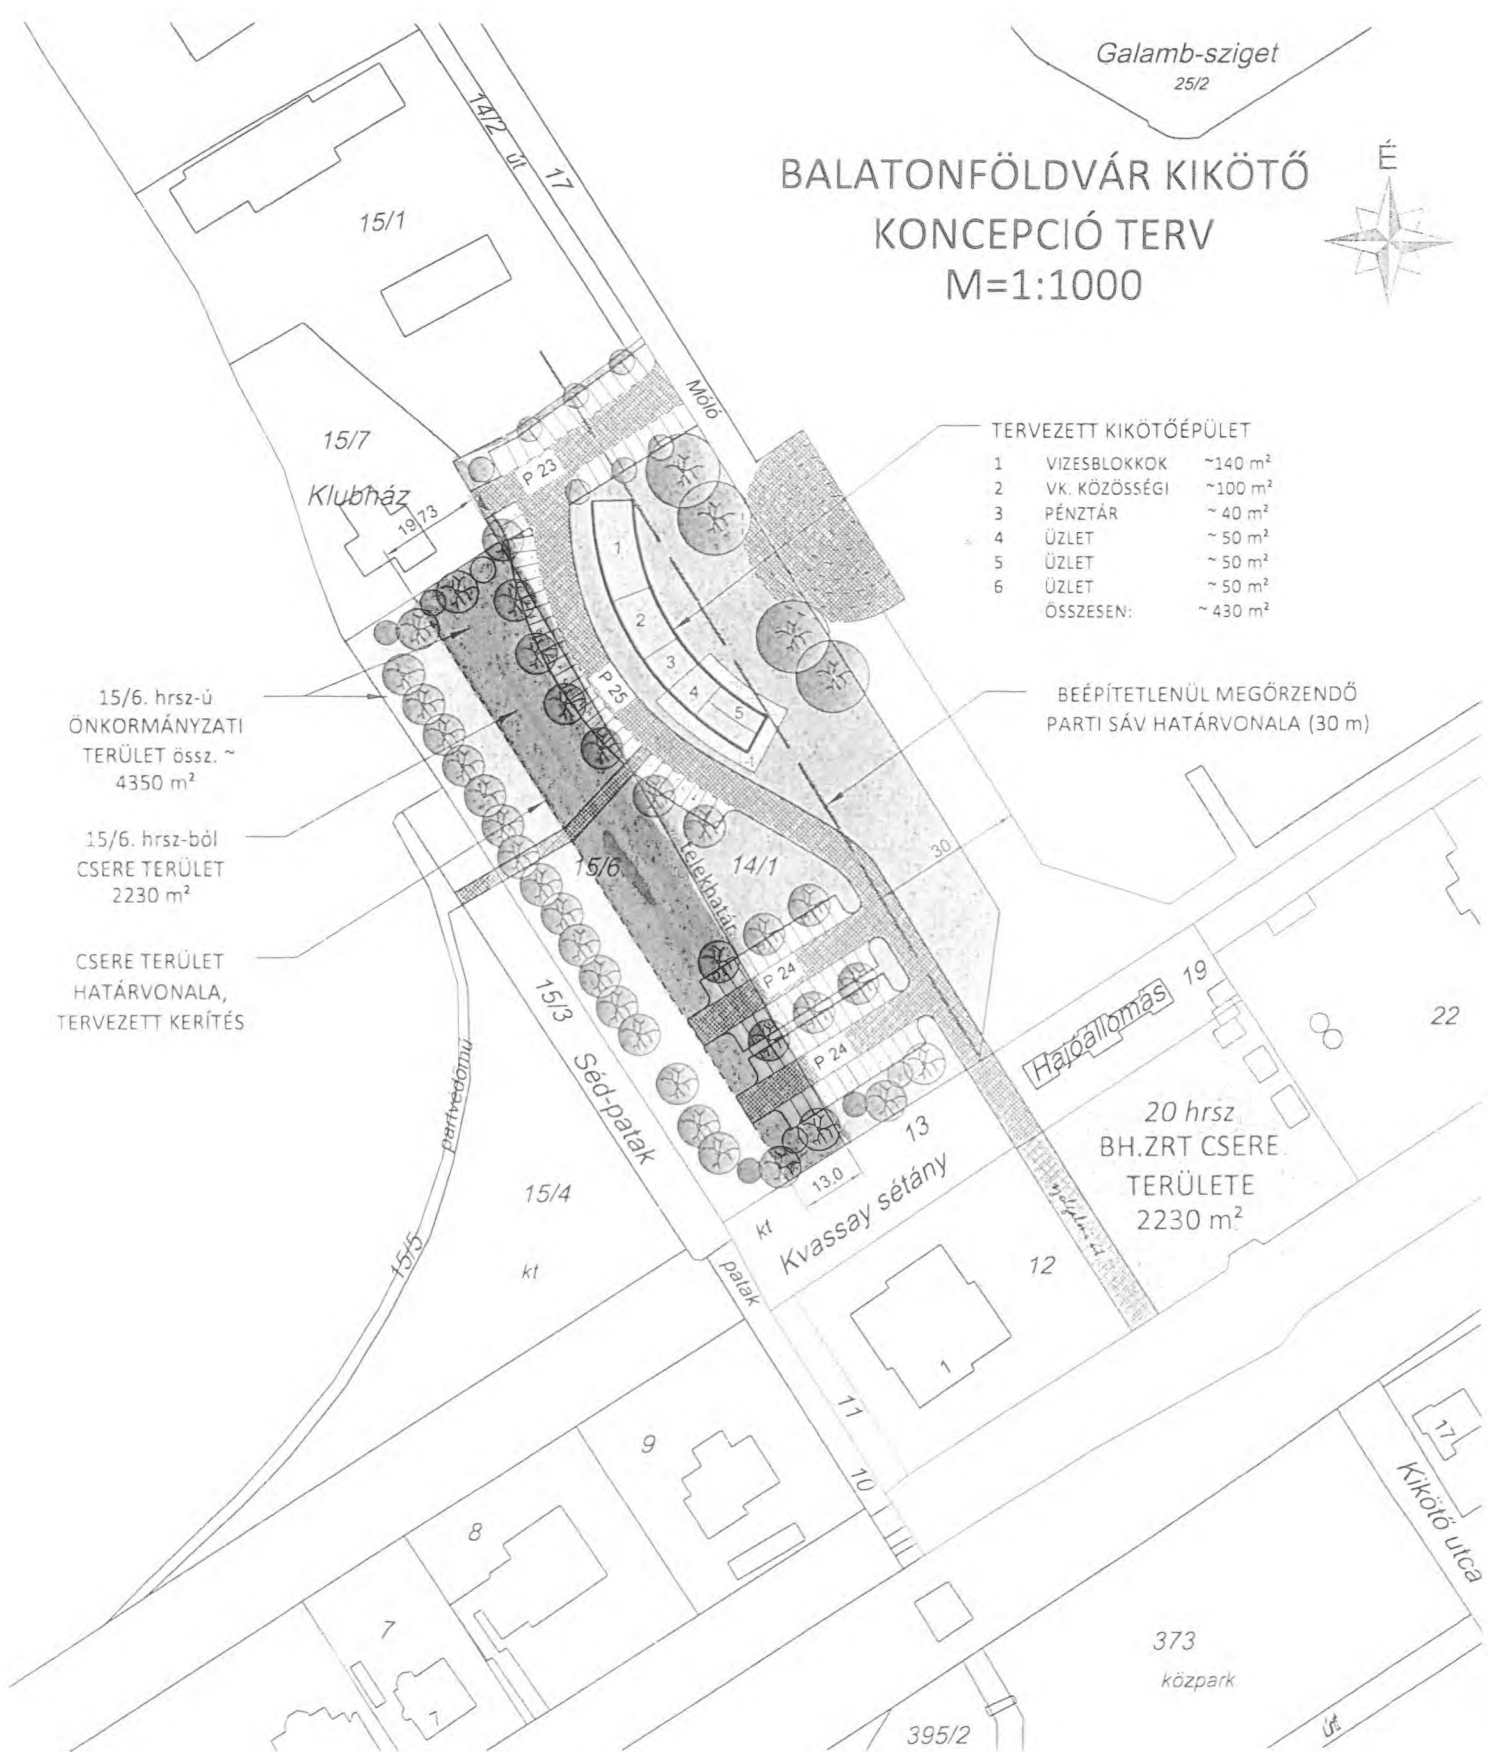 Galamb-sziget
25/2
BALATONFÖLDVÁR KIKÖTŐ
KONCEPCIÓ TERV
M=1:1000
É
14/2 út
17
15/1
Móló
TERVEZETT KIKÖTŐÉPÜLET
1 VIZESBLOKKOK ~140 m²
2 VK. KÖZÖSSÉGI ~100 m²
3 PÉNZTÁR ~ 40 m²
4 ÜZLET ~ 50 m²
5 ÜZLET ~ 50 m²
6 ÜZLET ~ 50 m²
ÖSSZESEN: ~ 430 m²
15/7
Klubház
19,73
P 23
1
2
3
4
5
P 25
15/6. hrsz-ú
ÖNKORMÁNYZATI
TERÜLET össz. ~
4350 m²
BEÉPÍTETLENÜL MEGŐRZENDŐ
PARTI SÁV HATÁRVONALA (30 m)
15/6. hrsz-ból
CSERE TERÜLET
2230 m²
CSERE TERÜLET
HATÁRVONALA,
TERVEZETT KERÍTÉS
15/6.
telekhatár
14/1
30
P 24
P 24
15/3
Séd-patak
partvédőmű
15/5
15/4
kt
13,0
13
kt
Kvassay sétány
Hajóállomás
19
22
20 hrsz
BH.ZRT CSERE
TERÜLETE
2230 m²
12
1
patak
11
10
9
8
7
7
17
Kikötő utca
373
közpark
395/2